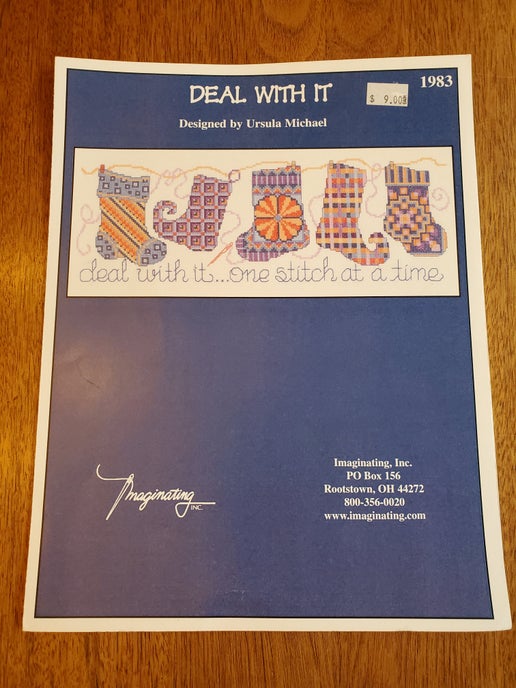 DEAL WITH IT
1983
$ 9.00
Designed by Ursula Michael
deal with it...one stitch at a time
Imaginating
INC.
Imaginating, Inc.
PO Box 156
Rootstown, OH 44272
800-356-0020
www.imaginating.com